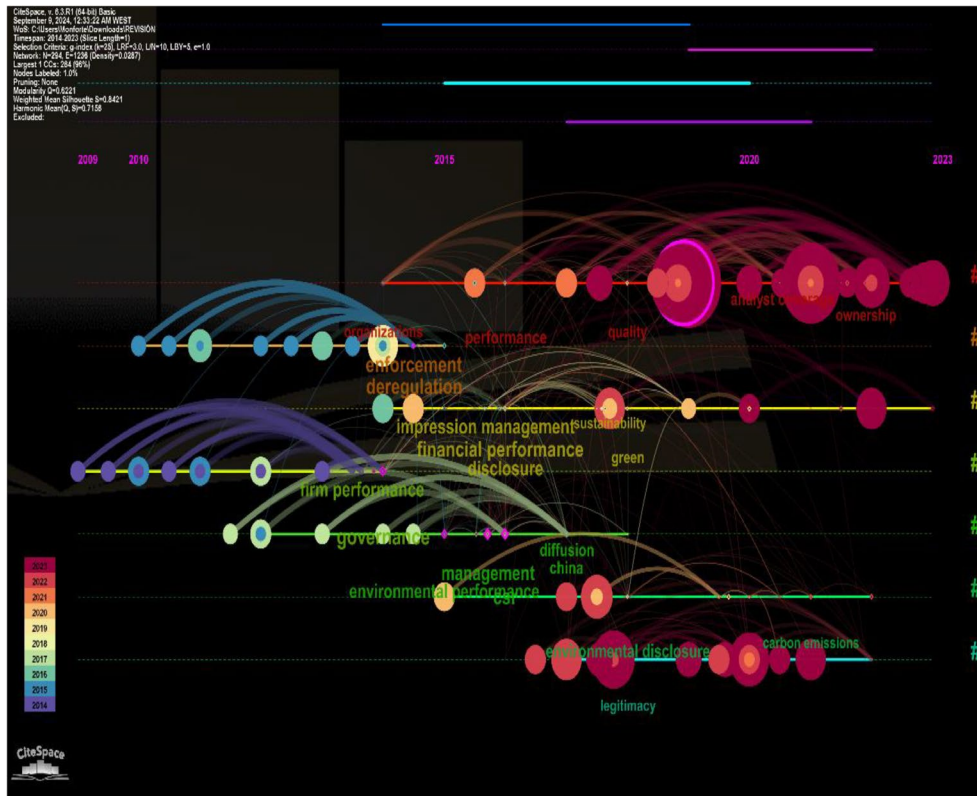 CiteSpace, v. 6.3.R1 (64-bit) Basic
September 9, 2024, 12:33:22 AM WEST
WoS: C:\Users\Monforte\Downloads\REVISIÓN
Timespan: 2014-2023 (Slice Length=1)
Selection Criteria: g-index (k=25), LRF=3.0, L/N=10, LBY=5, e=1.0
Network: N=294, E=1236 (Density=0.0287)
Largest 1 CCs: 284 (96%)
Nodes Labeled: 1.0%
Pruning: None
Modularity Q=0.6221
Weighted Mean Silhouette S=0.8421
Harmonic Mean(Q, S)=0.7156
Excluded:
2009 2010 2015 2020 2023
#
analyst coverage
ownership
organizations performance quality
#
enforcement
deregulation
#
impression management sustainability
financial performance
disclosure green
#
firm performance
#
governance
diffusion
china
management
environmental performance
csr
#
carbon emissions
environmental disclosure
#
legitimacy
2023
2022
2021
2020
2019
2018
2017
2016
2015
2014
CiteSpace